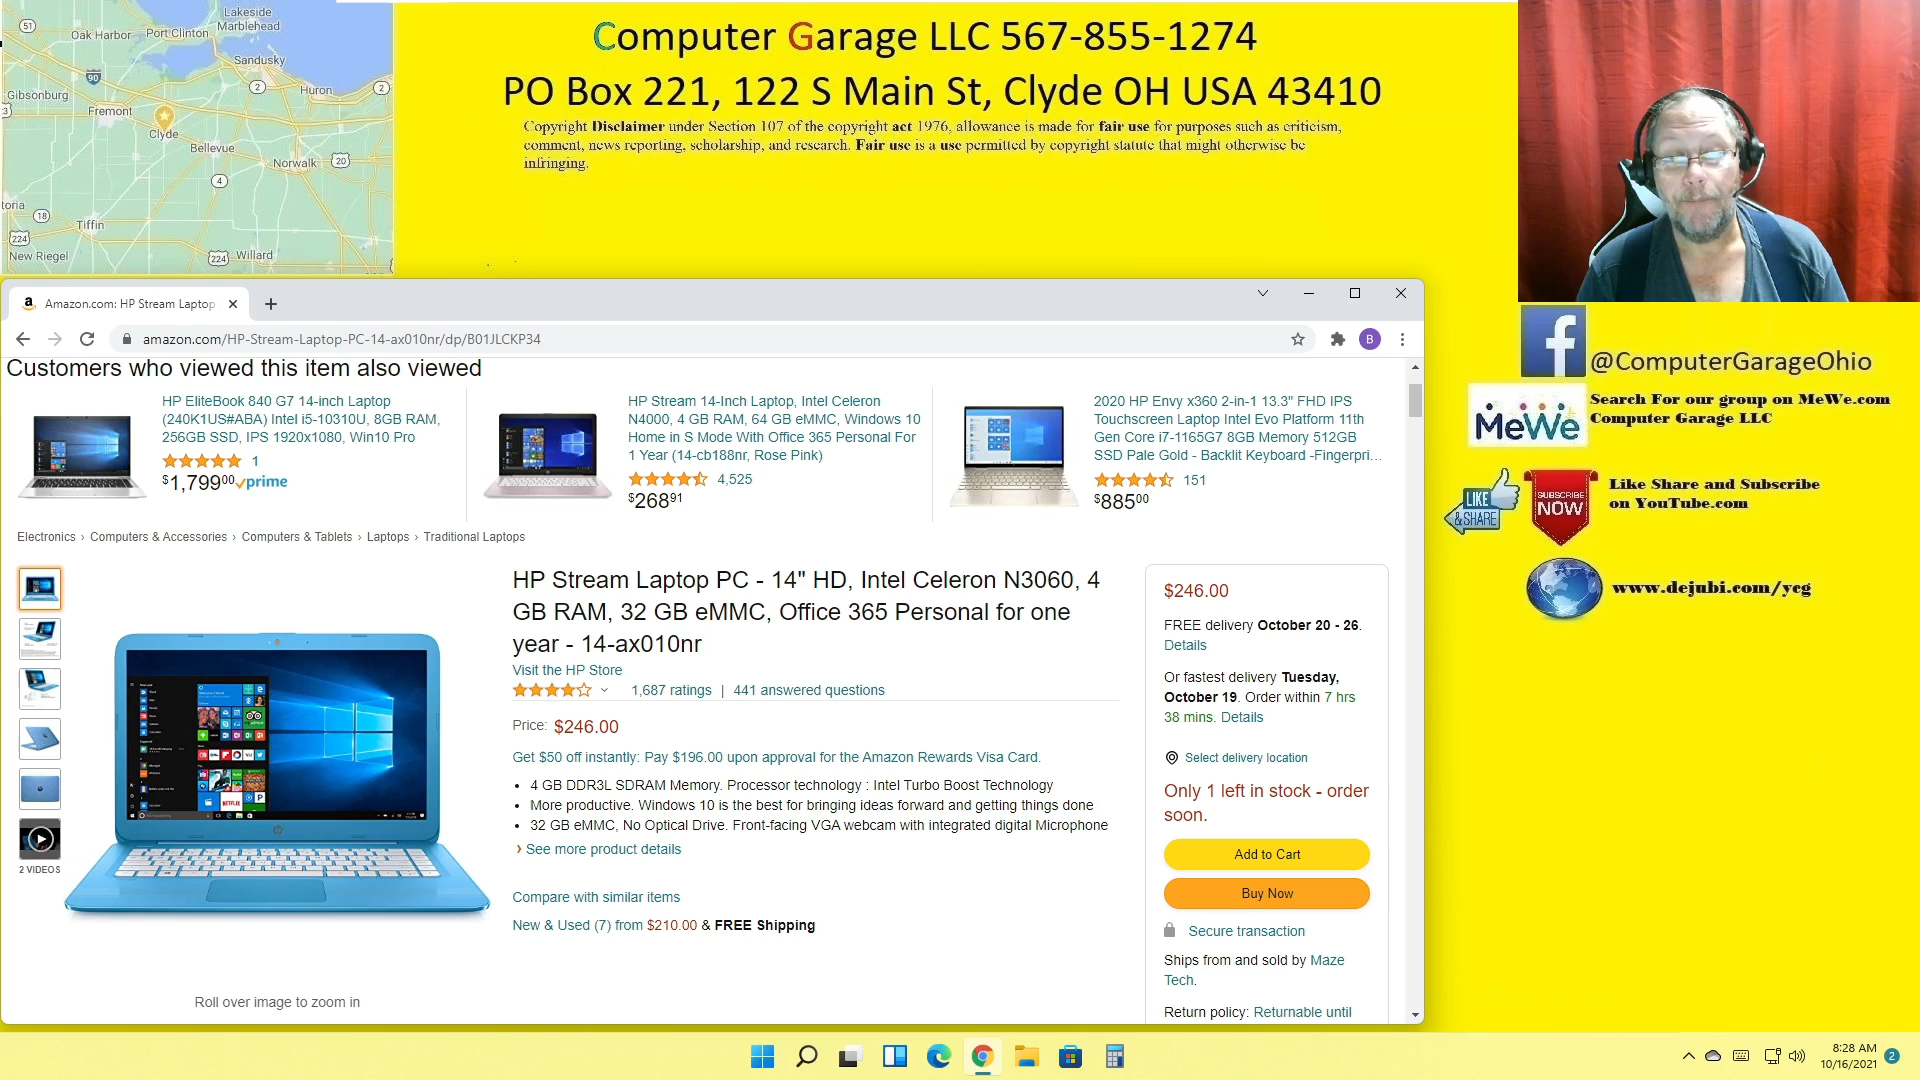 Computer Garage LLC 567-855-1274
PO Box 221, 122 S Main St, Clyde OH USA 43410
Copyright Disclaimer under Section 107 of the copyright act 1976, allowance is made for fair use for purposes such as criticism,
comment, news reporting, scholarship, and research. Fair use is a use permitted by copyright statute that might otherwise be
infringing.
Lakeside
Marblehead
51
Oak Harbor
Port Clinton
Sandusky
90
2
Huron
2
Gibsonburg
Fremont
Clyde
Bellevue
Norwalk
20
4
toria
18
Tiffin
224
New Riegel
224
Willard
@ComputerGarageOhio
MeWe
Search For our group on MeWe.com
Computer Garage LLC
LIKE
&SHARE
SUBSCRIBE
NOW
Like Share and Subscribe
on YouTube.com
www.dejubi.com/ycg
Amazon.com: HP Stream Laptop
amazon.com/HP-Stream-Laptop-PC-14-ax010nr/dp/B01JLCKP34
B
Customers who viewed this item also viewed
HP EliteBook 840 G7 14-inch Laptop
(240K1US#ABA) Intel i5-10310U, 8GB RAM,
256GB SSD, IPS 1920x1080, Win10 Pro
1
$1,79900 prime
HP Stream 14-Inch Laptop, Intel Celeron
N4000, 4 GB RAM, 64 GB eMMC, Windows 10
Home in S Mode With Office 365 Personal For
1 Year (14-cb188nr, Rose Pink)
4,525
$26891
2020 HP Envy x360 2-in-1 13.3" FHD IPS
Touchscreen Laptop Intel Evo Platform 11th
Gen Core i7-1165G7 8GB Memory 512GB
SSD Pale Gold - Backlit Keyboard -Fingerpri...
151
$88500
Electronics › Computers & Accessories › Computers & Tablets › Laptops › Traditional Laptops
2 VIDEOS
Roll over image to zoom in
HP Stream Laptop PC - 14" HD, Intel Celeron N3060, 4
GB RAM, 32 GB eMMC, Office 365 Personal for one
year - 14-ax010nr
Visit the HP Store
1,687 ratings | 441 answered questions
Price: $246.00
Get $50 off instantly: Pay $196.00 upon approval for the Amazon Rewards Visa Card.
• 4 GB DDR3L SDRAM Memory. Processor technology : Intel Turbo Boost Technology
• More productive. Windows 10 is the best for bringing ideas forward and getting things done
• 32 GB eMMC, No Optical Drive. Front-facing VGA webcam with integrated digital Microphone
› See more product details
Compare with similar items
New & Used (7) from $210.00 & FREE Shipping
$246.00
FREE delivery October 20 - 26.
Details
Or fastest delivery Tuesday,
October 19. Order within 7 hrs
38 mins. Details
Select delivery location
Only 1 left in stock - order
soon.
Add to Cart
Buy Now
Secure transaction
Ships from and sold by Maze
Tech.
Return policy: Returnable until
8:28 AM
10/16/2021
2